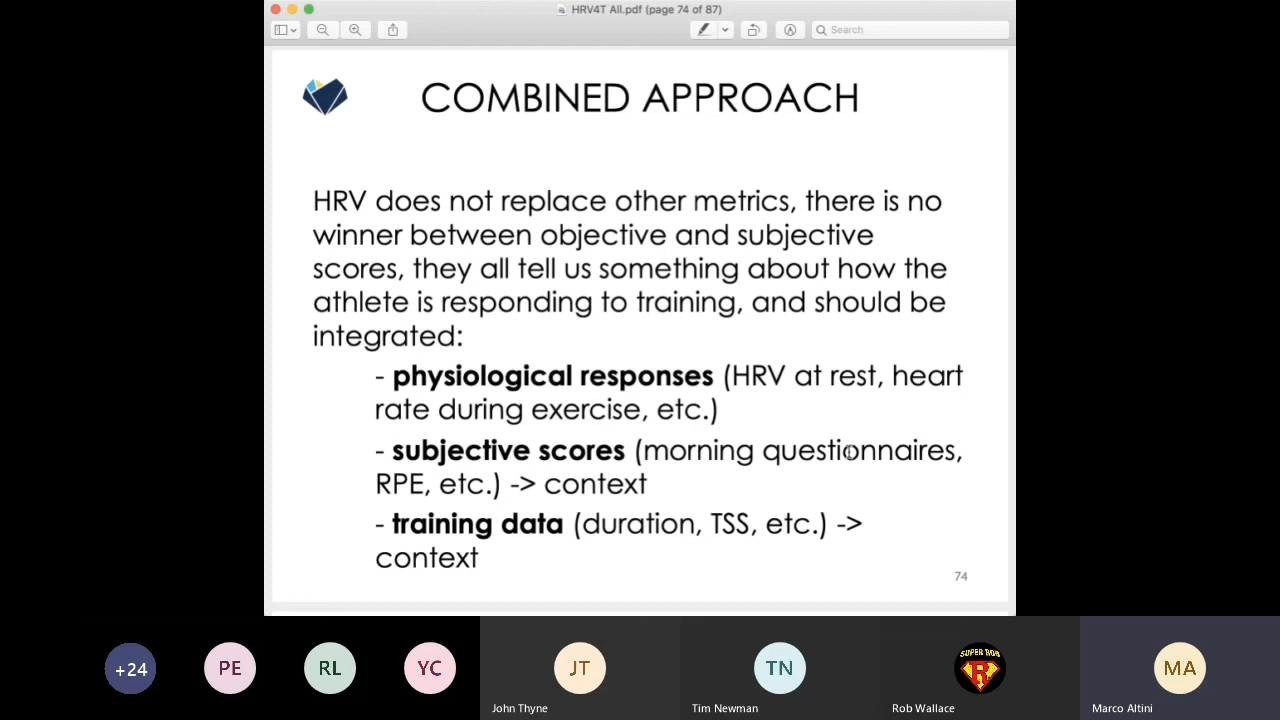 HRV4T All.pdf (page 74 of 87)
Search
COMBINED APPROACH
HRV does not replace other metrics, there is no
winner between objective and subjective
scores, they all tell us something about how the
athlete is responding to training, and should be
integrated:
- physiological responses (HRV at rest, heart
rate during exercise, etc.)
- subjective scores (morning questionnaires,
RPE, etc.) -> context
- training data (duration, TSS, etc.) ->
context
74
+24
PE
RL
YC
JT
TN
SUPER ROB
R
MA
John Thyne
Tim Newman
Rob Wallace
Marco Altini